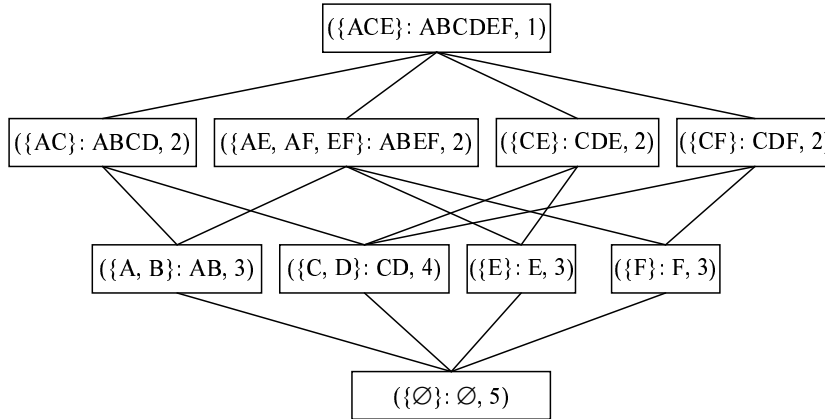 ({ACE}: ABCDEF, 1)
({AC}: ABCD, 2) ({AE, AF, EF}: ABEF, 2) ({CE}: CDE, 2) ({CF}: CDF, 2)
({A, B}: AB, 3) ({C, D}: CD, 4) ({E}: E, 3) ({F}: F, 3)
({∅}: ∅, 5)